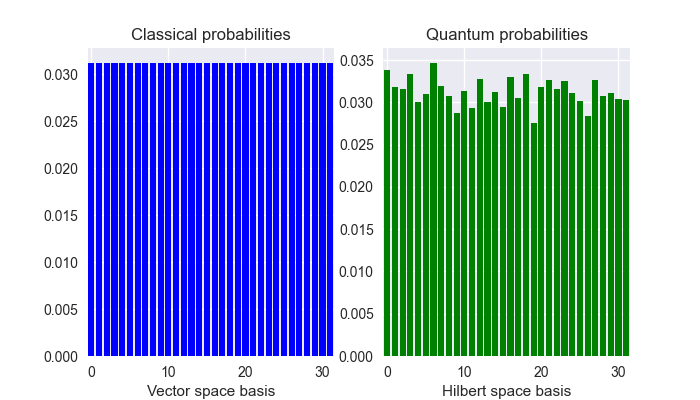 Classical probabilities
0.030
0.025
0.020
0.015
0.010
0.005
0.000
0 10 20 30
Vector space basis
Quantum probabilities
0.035
0.030
0.025
0.020
0.015
0.010
0.005
0.000
0 10 20 30
Hilbert space basis